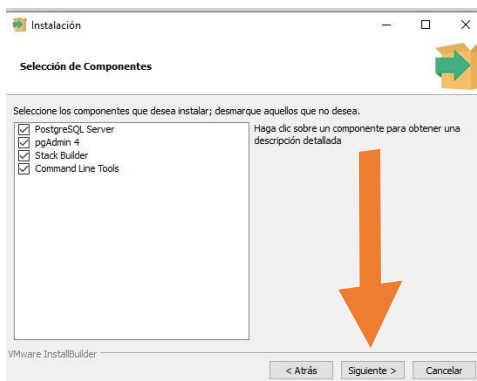 Instalación
Selección de Componentes
Seleccione los componentes que desea instalar; desmarque aquellos que no desea.
PostgreSQL Server
pgAdmin 4
Stack Builder
Command Line Tools
Haga clic sobre un componente para obtener una
descripción detallada
VMware InstallBuilder
< Atrás
Siguiente >
Cancelar